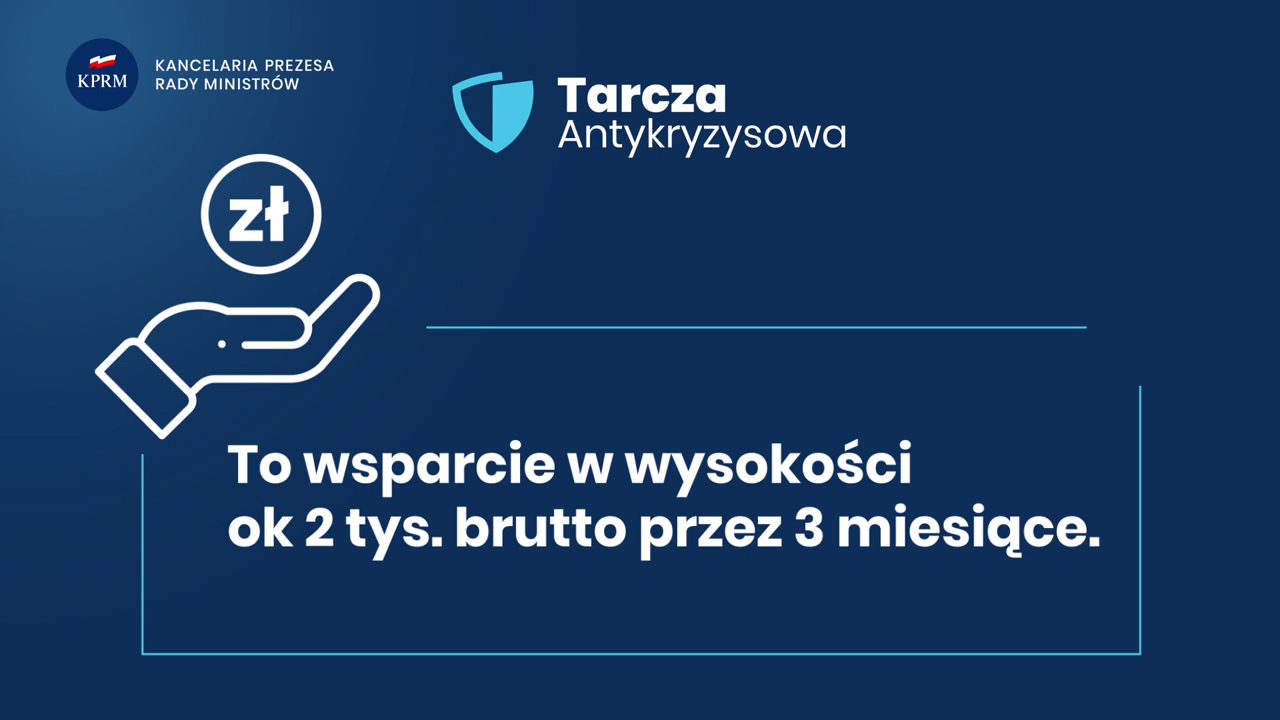 KPRM
KANCELARIA PREZESA
RADY MINISTRÓW
Tarcza
Antykryzysowa
zł
To wsparcie w wysokości
ok 2 tys. brutto przez 3 miesiące.